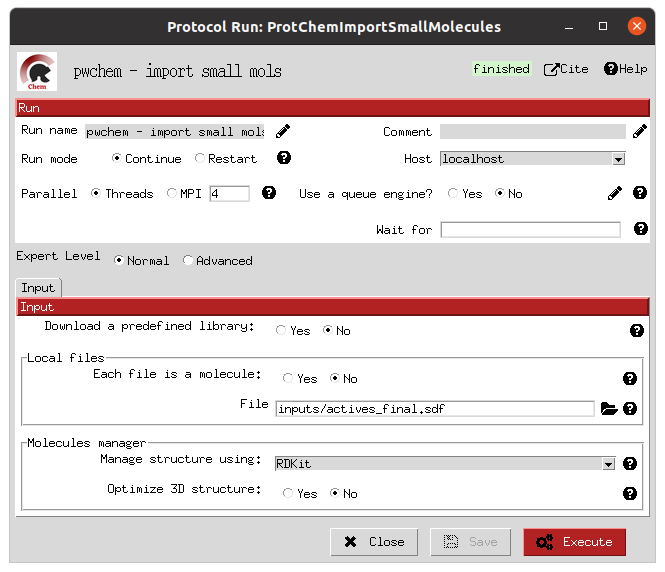 Protocol Run: ProtChemImportSmallMolecules
Chem
pwchem - import small mols
finished
Cite
Help
Run
Run name pwchem - import small mols Comment
Run mode Continue Restart Host localhost
Parallel Threads MPI 4 Use a queue engine? Yes No
Wait for
Expert Level Normal Advanced
Input
Input
Download a predefined library: Yes No
Local files
Each file is a molecule: Yes No
File inputs/actives_final.sdf
Molecules manager
Manage structure using: RDKit
Optimize 3D structure: Yes No
Close Save Execute